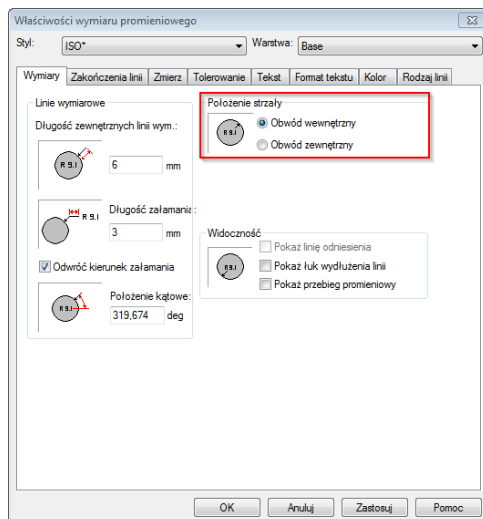 Właściwości wymiaru promieniowego
Styl: ISO* Warstwa: Base
Wymiary Zakończenia linii Zmierz Tolerowanie Tekst Format tekstu Kolor Rodzaj linii
Linie wymiarowe
Długość zewnętrznych linii wym.:
R 9.1
6 mm
Długość załamania:
R 9.1
3 mm
Odwróć kierunek załamania
Położenie kątowe:
R 9.1
319,674 deg
Położenie strzały
R 9.1
Obwód wewnętrzny
Obwód zewnętrzny
Widoczność
R9.1
Pokaż linię odniesienia
Pokaż łuk wydłużenia linii
Pokaż przebieg promieniowy
OK Anuluj Zastosuj Pomoc